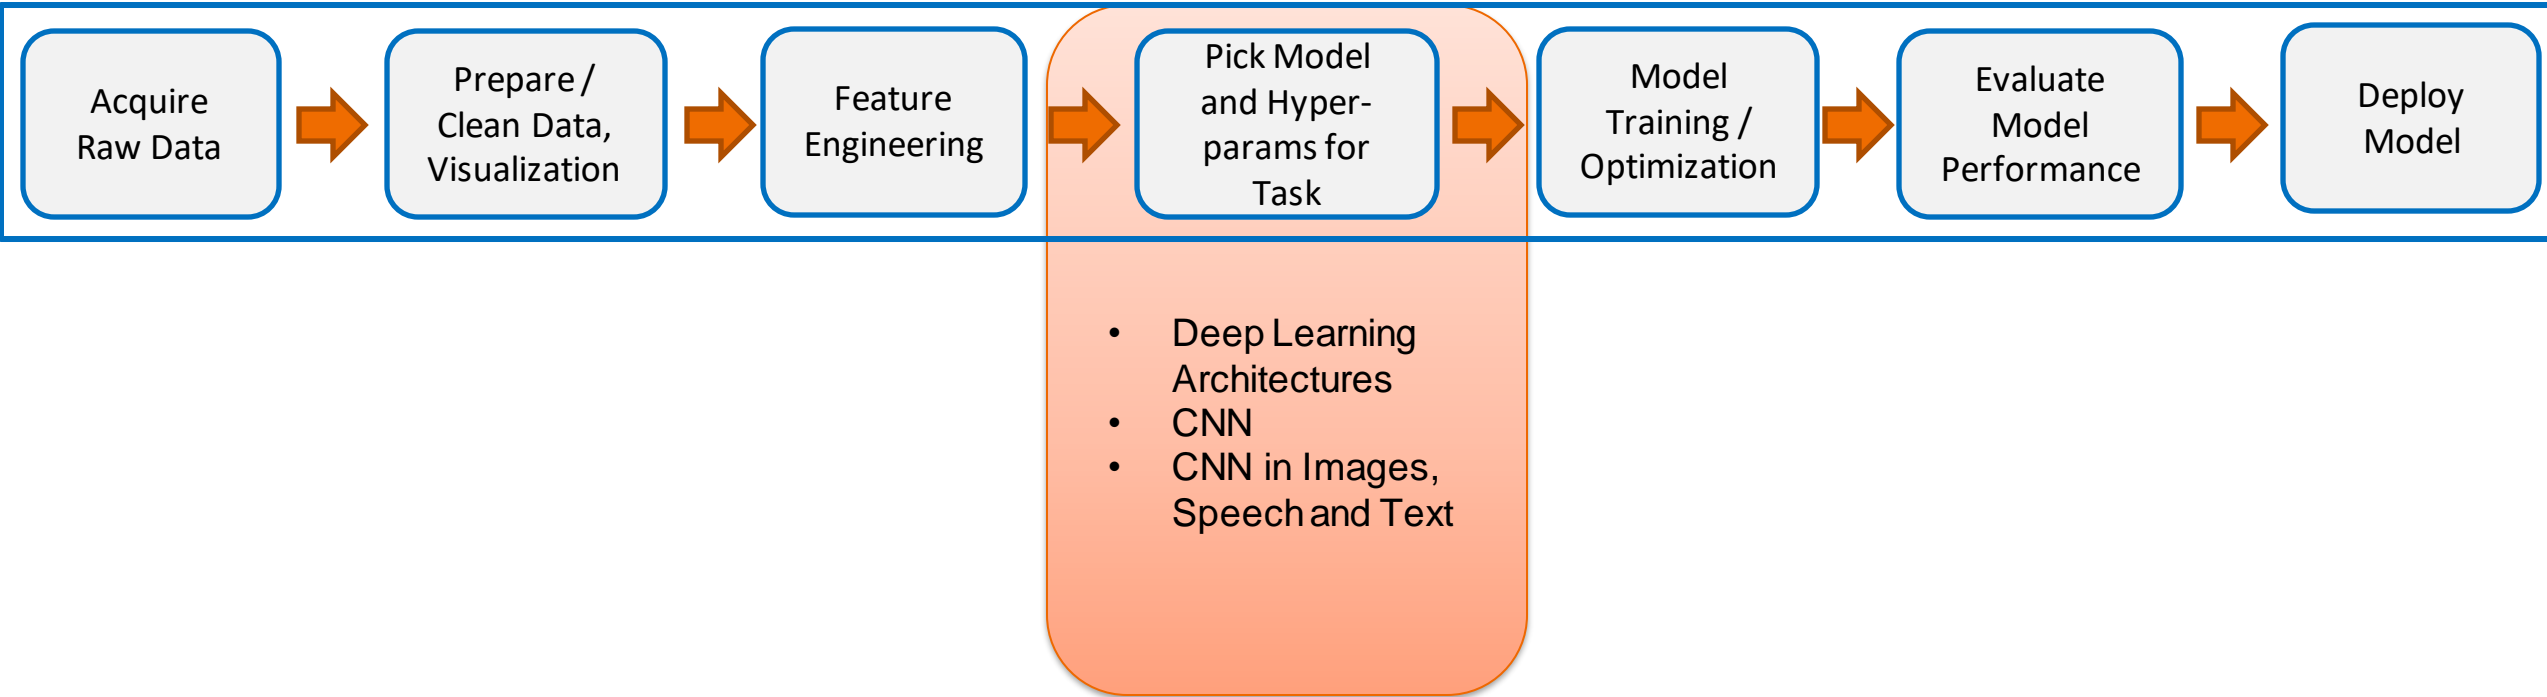 Acquire
Raw Data
Prepare /
Clean Data,
Visualization
Feature
Engineering
Pick Model
and Hyper-
params for
Task
Model
Training /
Optimization
Evaluate
Model
Performance
Deploy
Model
• Deep Learning
Architectures
• CNN
• CNN in Images,
Speech and Text